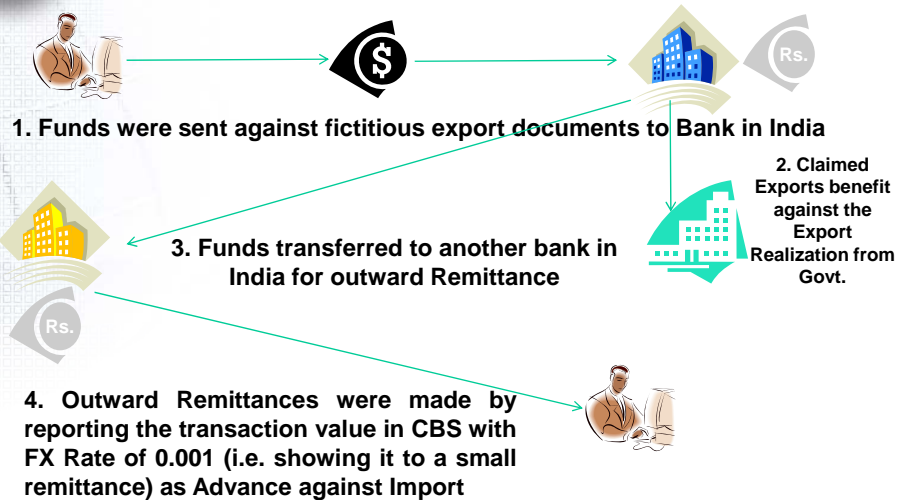 $
Rs.
1. Funds were sent against fictitious export documents to Bank in India
2. Claimed
Exports benefit
against the
Export
Realization from
Govt.
3. Funds transferred to another bank in
India for outward Remittance
Rs.
4. Outward Remittances were made by
reporting the transaction value in CBS with
FX Rate of 0.001 (i.e. showing it to a small
remittance) as Advance against Import